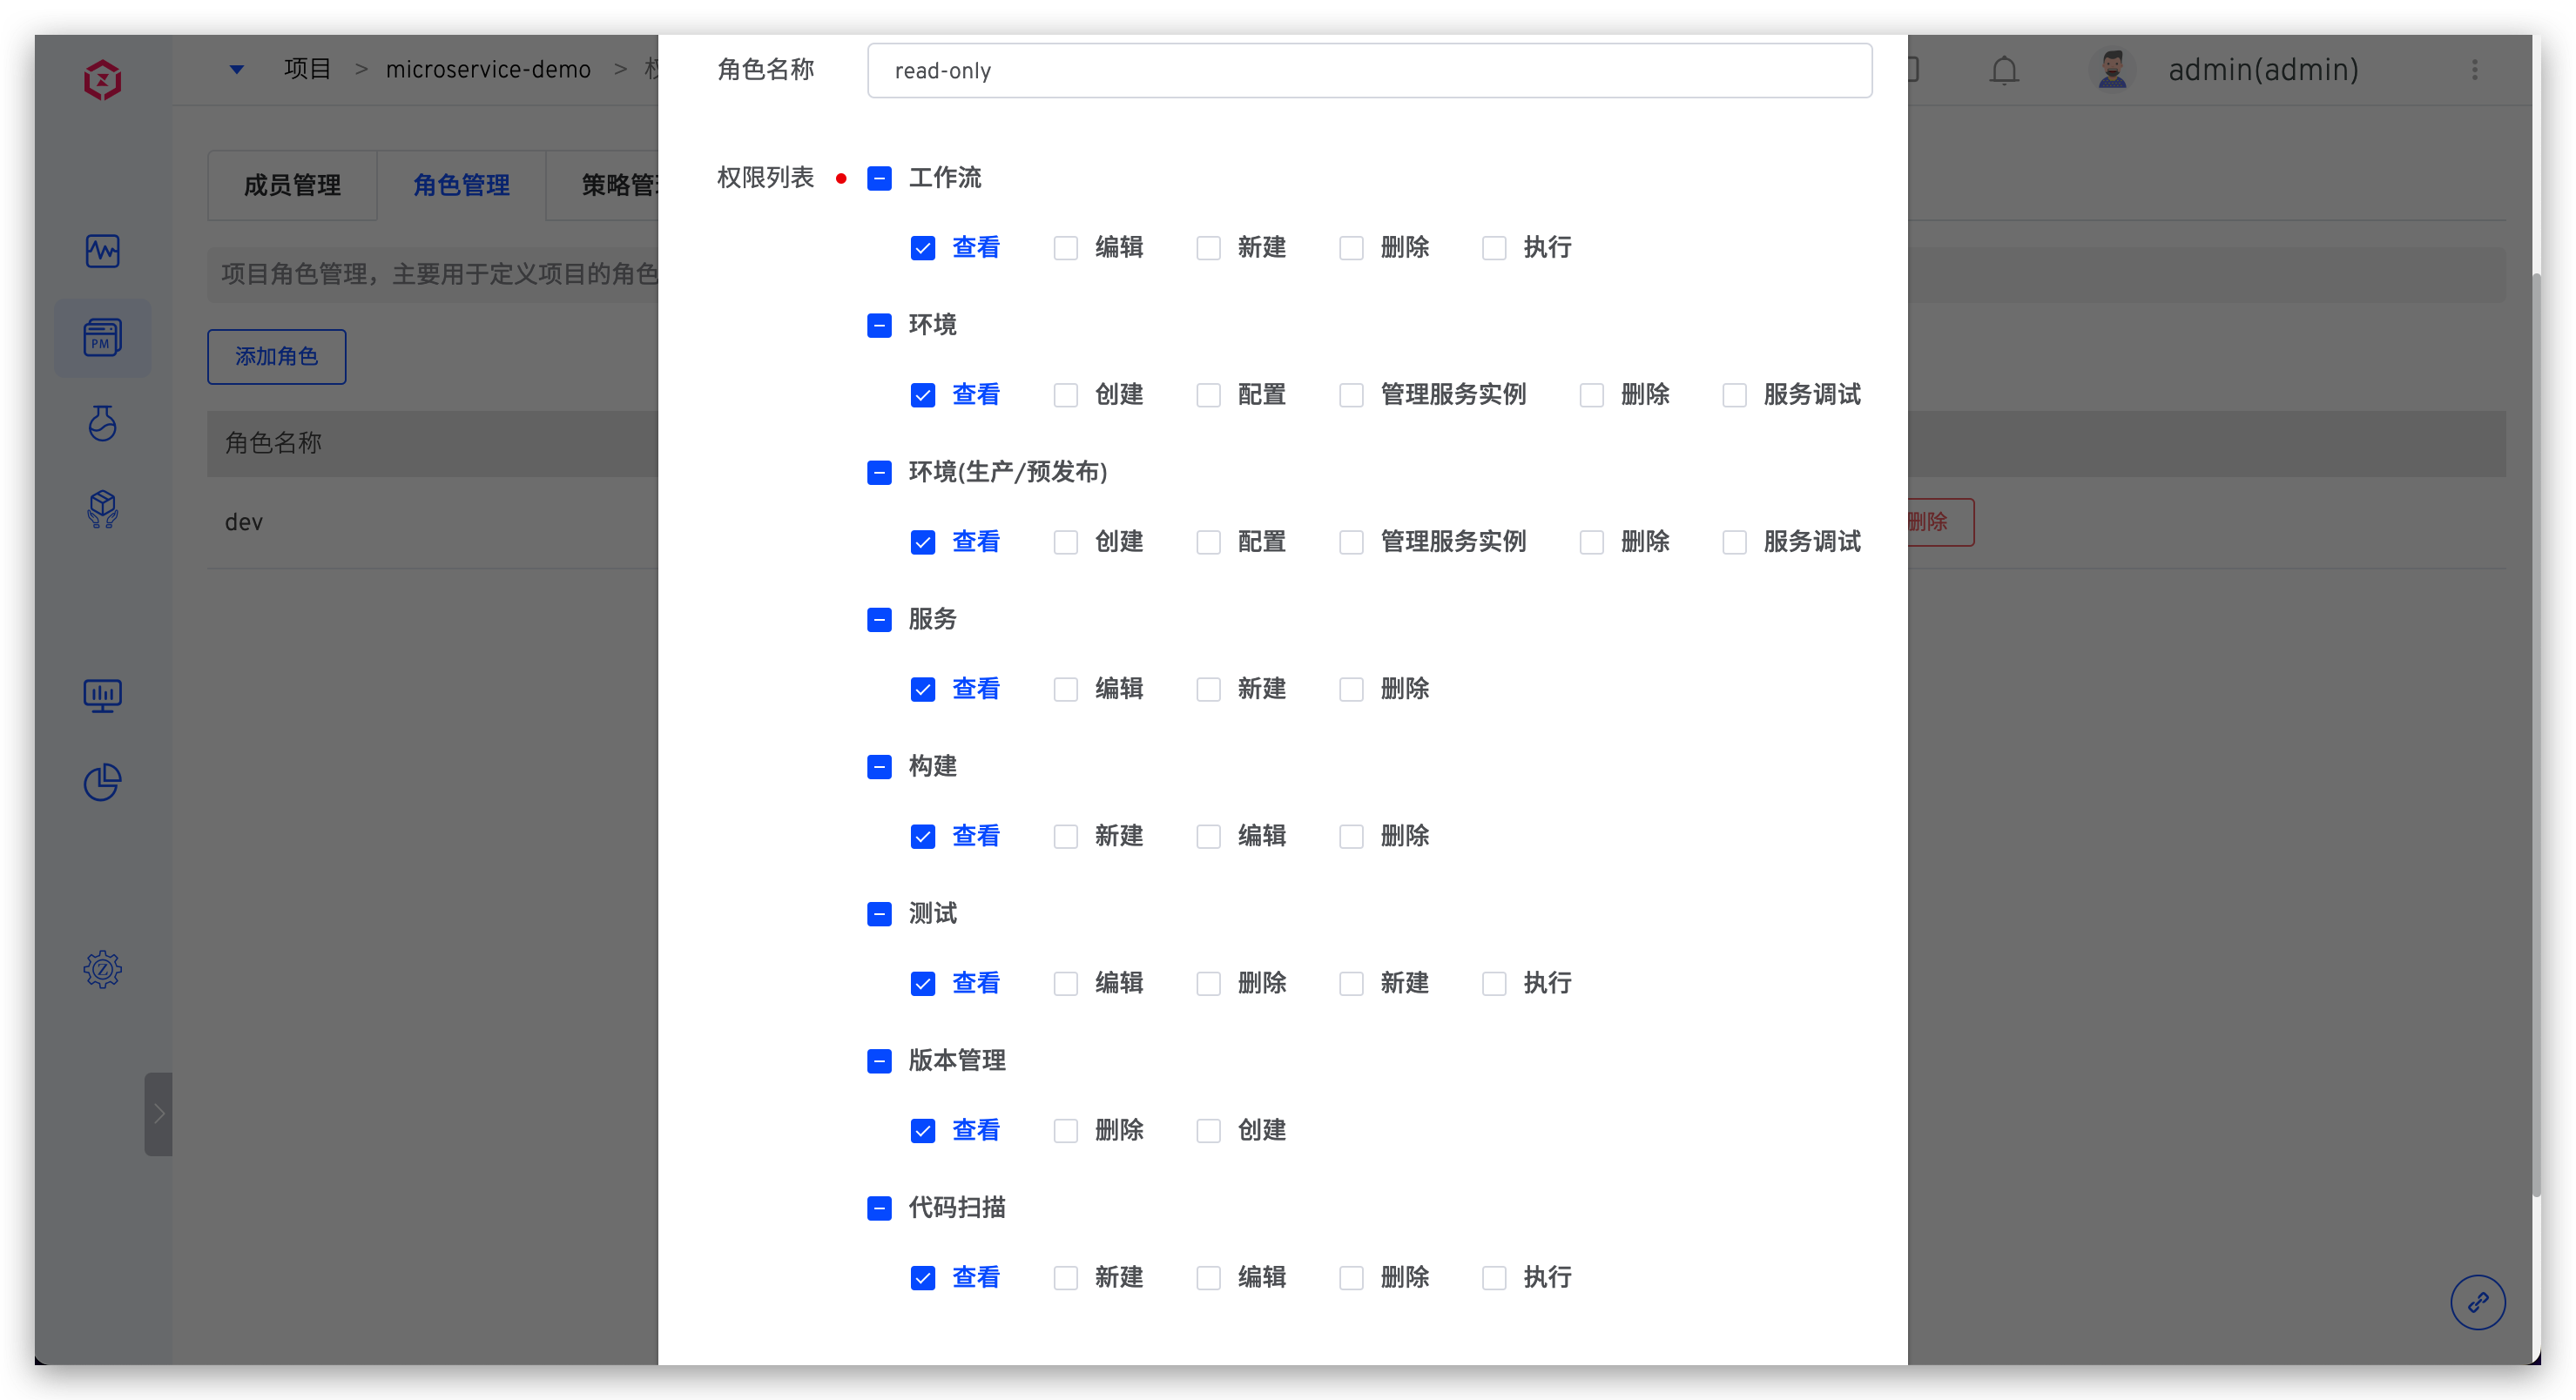 项目 > microservice-demo > 权
admin(admin)
角色名称 read-only
成员管理 角色管理 策略管理
权限列表 工作流
查看 编辑 新建 删除 执行
项目角色管理，主要用于定义项目的角色
环境
添加角色
查看 创建 配置 管理服务实例 删除 服务调试
角色名称
环境(生产/预发布)
dev
删除
查看 创建 配置 管理服务实例 删除 服务调试
服务
查看 编辑 新建 删除
构建
查看 新建 编辑 删除
测试
查看 编辑 删除 新建 执行
版本管理
查看 删除 创建
代码扫描
查看 新建 编辑 删除 执行
PM